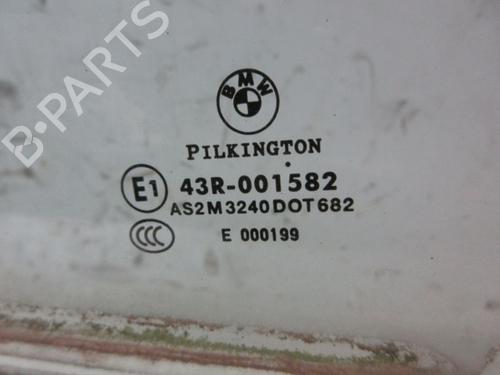 B-PARTS
BMW
PILKINGTON
E1 43R-001582
AS2M3240DOT682
CCC E 000199